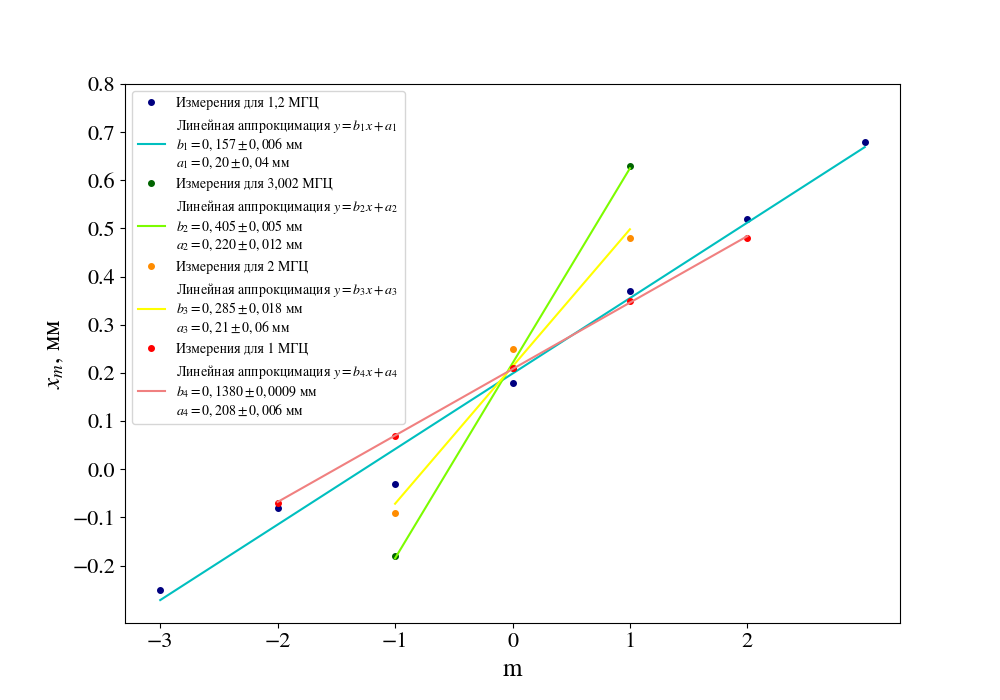 0.8
0.7
0.6
0.5
0.4
0.3
0.2
0.1
0.0
−0.1
−0.2
x_m, мм
Измерения для 1,2 МГЦ
Линейная аппрокцимация y = b₁x + a₁
b₁ = 0, 157 ± 0, 006 мм
a₁ = 0, 20 ± 0, 04 мм
Измерения для 3,002 МГЦ
Линейная аппрокцимация y = b₂x + a₂
b₂ = 0, 405 ± 0, 005 мм
a₂ = 0, 220 ± 0, 012 мм
Измерения для 2 МГЦ
Линейная аппрокцимация y = b₃x + a₃
b₃ = 0, 285 ± 0, 018 мм
a₃ = 0, 21 ± 0, 06 мм
Измерения для 1 МГЦ
Линейная аппрокцимация y = b₄x + a₄
b₄ = 0, 1380 ± 0, 0009 мм
a₄ = 0, 208 ± 0, 006 мм
−3 −2 −1 0 1 2
m